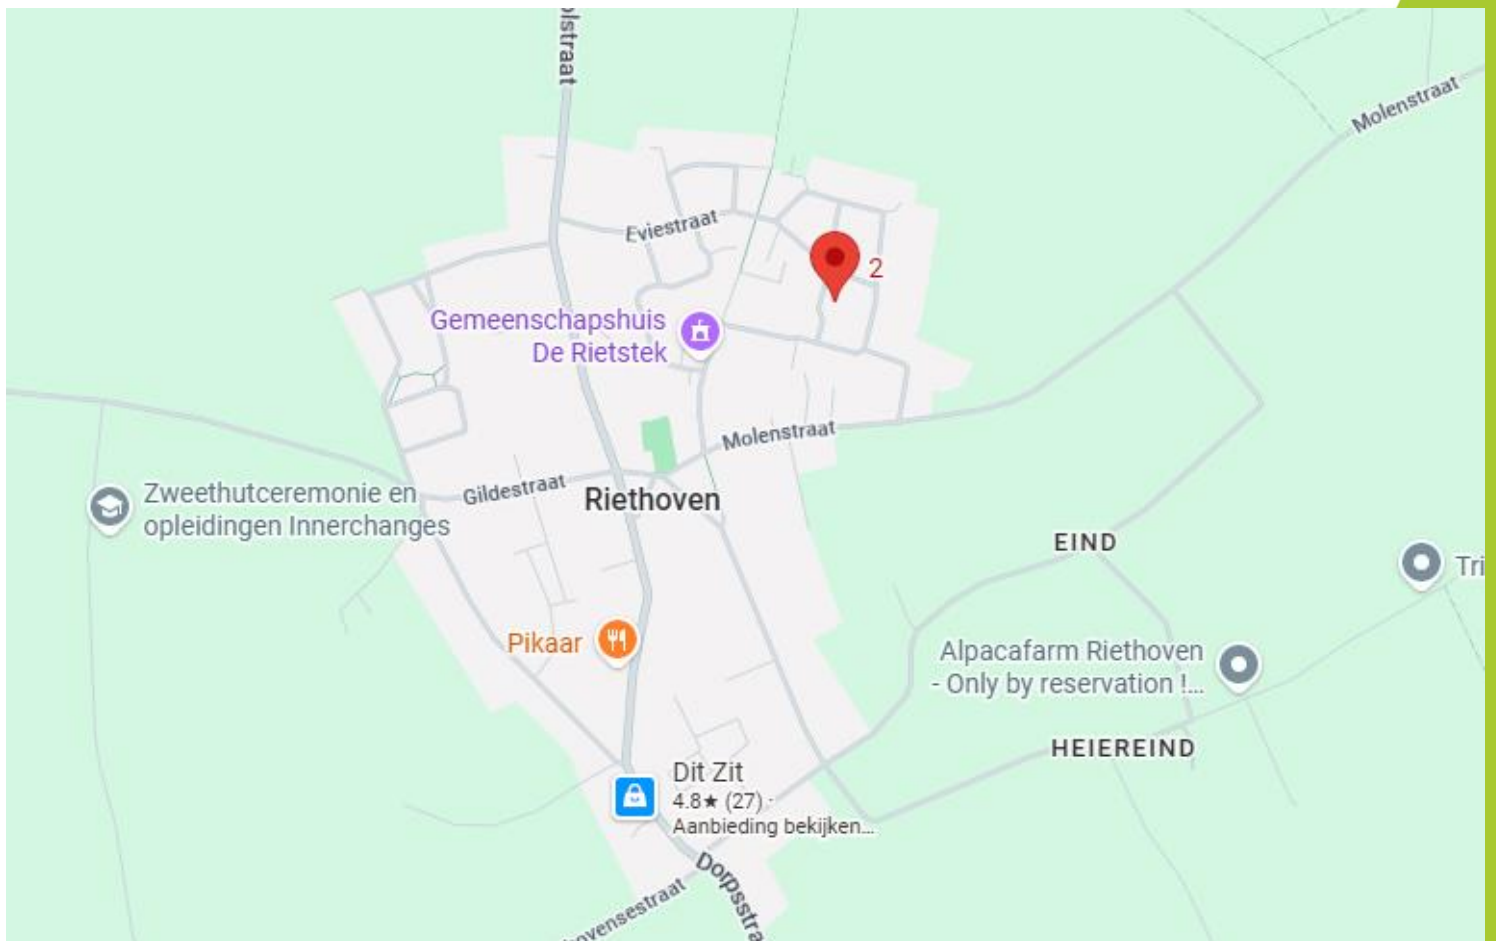 olstraat
Molenstraat
Eviestraat
2
Gemeenschapshuis
De Rietstek
Molenstraat
Gildestraat
Riethoven
Zweethutceremonie en
opleidingen Innerchanges
EIND
Tri
Pikaar
Alpacafarm Riethoven
- Only by reservation !...
HEIEREIND
Dit Zit
4.8★ (27) ·
Aanbieding bekijken...
Dorpsstra
hovensestraat